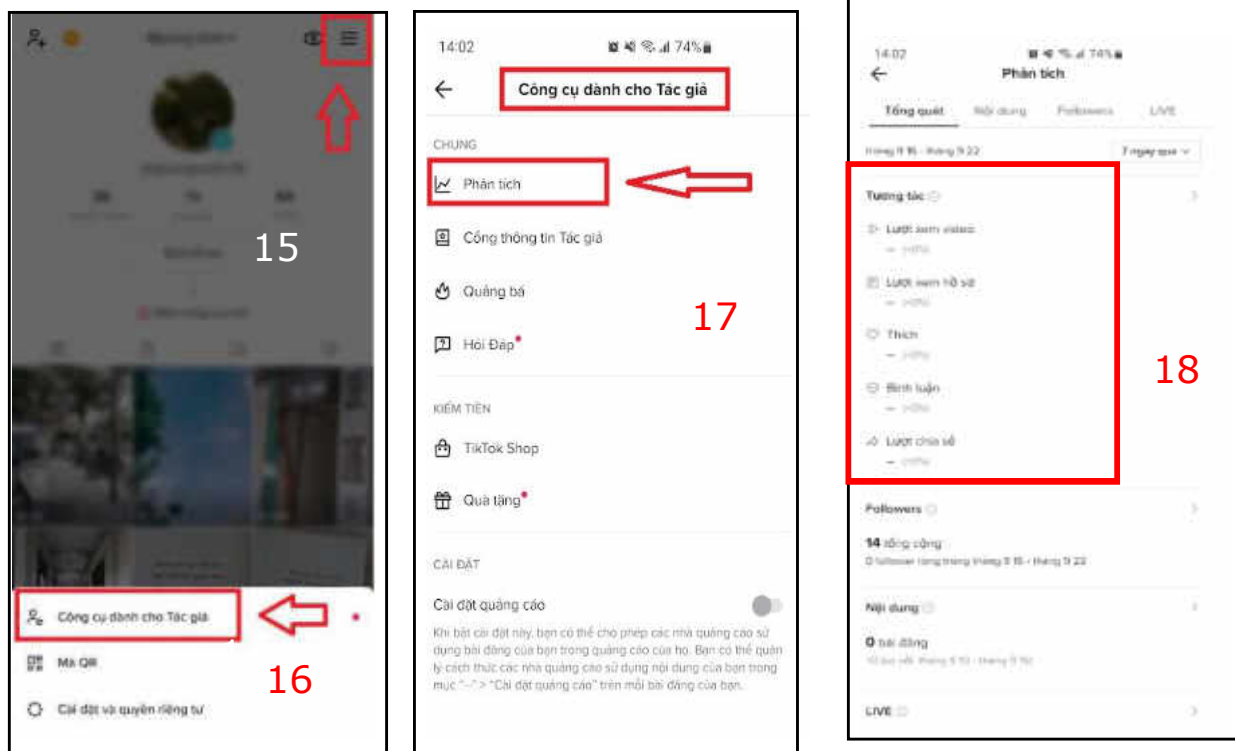 15
Công cụ dành cho Tác giả
Mã QR
16
Cài đặt và quyền riêng tư
14:02
74%
Công cụ dành cho Tác giả
CHUNG
Phân tích
Cổng thông tin Tác giả
Quảng bá
17
Hỏi Đáp
KIẾM TIỀN
TikTok Shop
Quà tặng
CÀI ĐẶT
Cài đặt quảng cáo
Khi bật cài đặt này, bạn có thể cho phép các nhà quảng cáo sử
dụng bài đăng của bạn trong quảng cáo của họ. Bạn có thể quản
lý cách thức các nhà quảng cáo sử dụng nội dung của bạn trong
mục "..." > "Cài đặt quảng cáo" trên mỗi bài đăng của bạn.
14:02
74%
Phân tích
Tổng quát Nội dung Followers LIVE
7 ngày qua
Tương tác
Lượt xem video
Lượt xem hồ sơ
Thích
18
Bình luận
Lượt chia sẻ
Followers
14 tổng cộng
Nội dung
0 bài đăng
LIVE